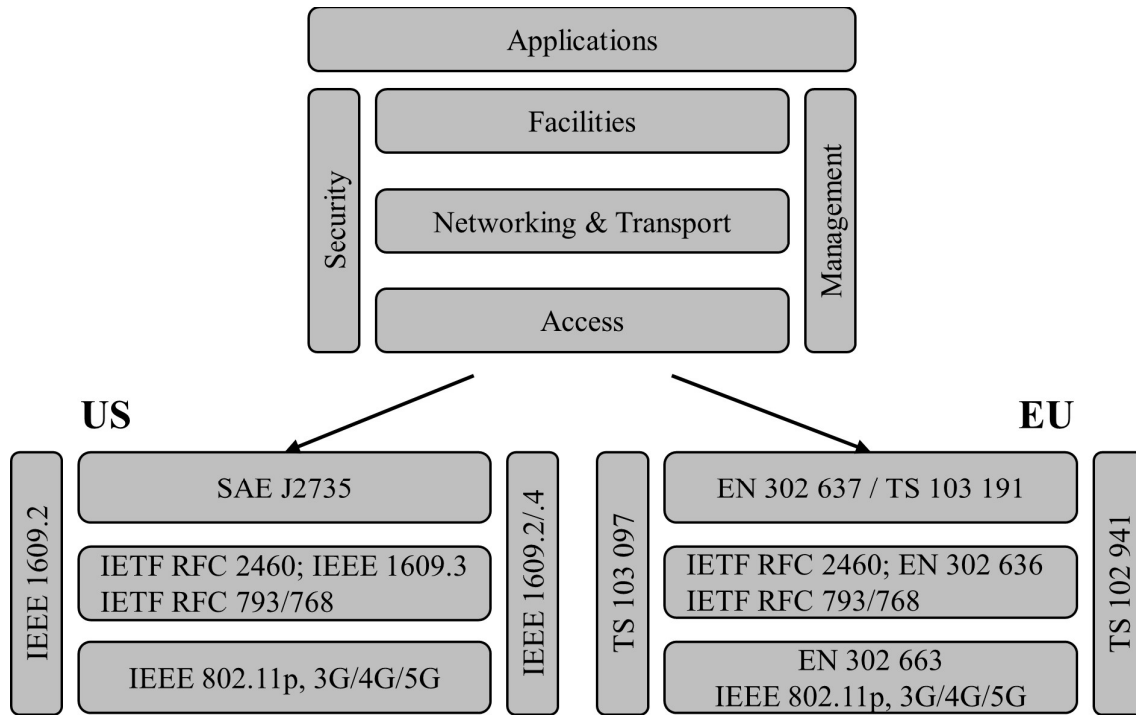 Applications
Security
Facilities
Networking & Transport
Access
Management
US
IEEE 1609.2
SAE J2735
IETF RFC 2460; IEEE 1609.3
IETF RFC 793/768
IEEE 802.11p, 3G/4G/5G
IEEE 1609.2/.4
EU
TS 103 097
EN 302 637 / TS 103 191
IETF RFC 2460; EN 302 636
IETF RFC 793/768
EN 302 663
IEEE 802.11p, 3G/4G/5G
TS 102 941